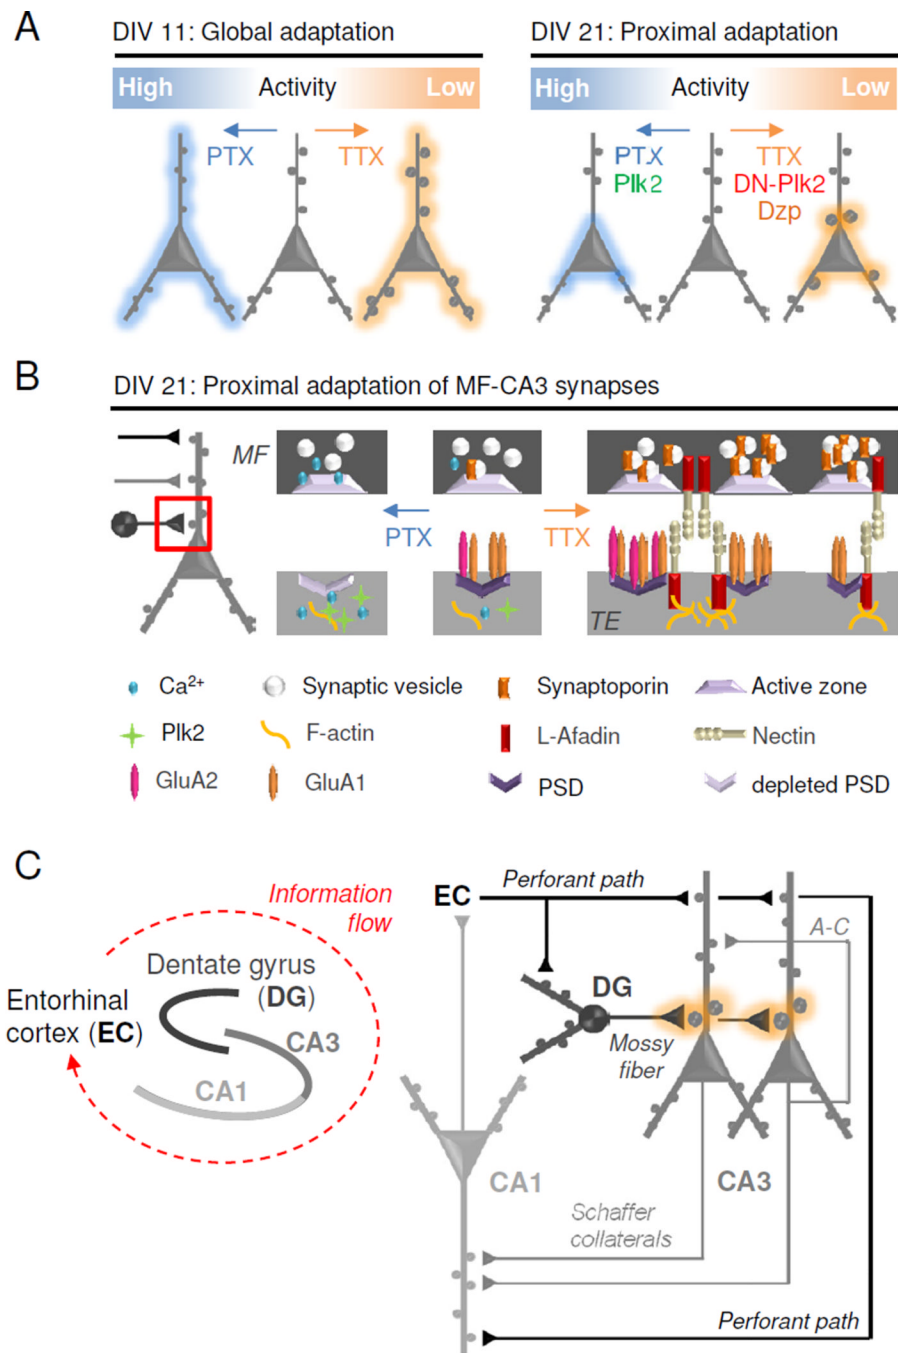 A
DIV 11: Global adaptation
DIV 21: Proximal adaptation
High Activity Low
High Activity Low
PTX TTX
PTX TTX
Plk2 DN-Plk2
Dzp
B
DIV 21: Proximal adaptation of MF-CA3 synapses
MF
PTX TTX
TE
Ca2+ Synaptic vesicle Synaptoporin Active zone
Plk2 F-actin L-Afadin Nectin
GluA2 GluA1 PSD depleted PSD
C
Information
flow
Dentate gyrus
(DG)
Entorhinal
cortex (EC)
CA3
CA1
EC Perforant path
A-C
DG
Mossy
fiber
CA1 CA3
Schaffer
collaterals
Perforant path